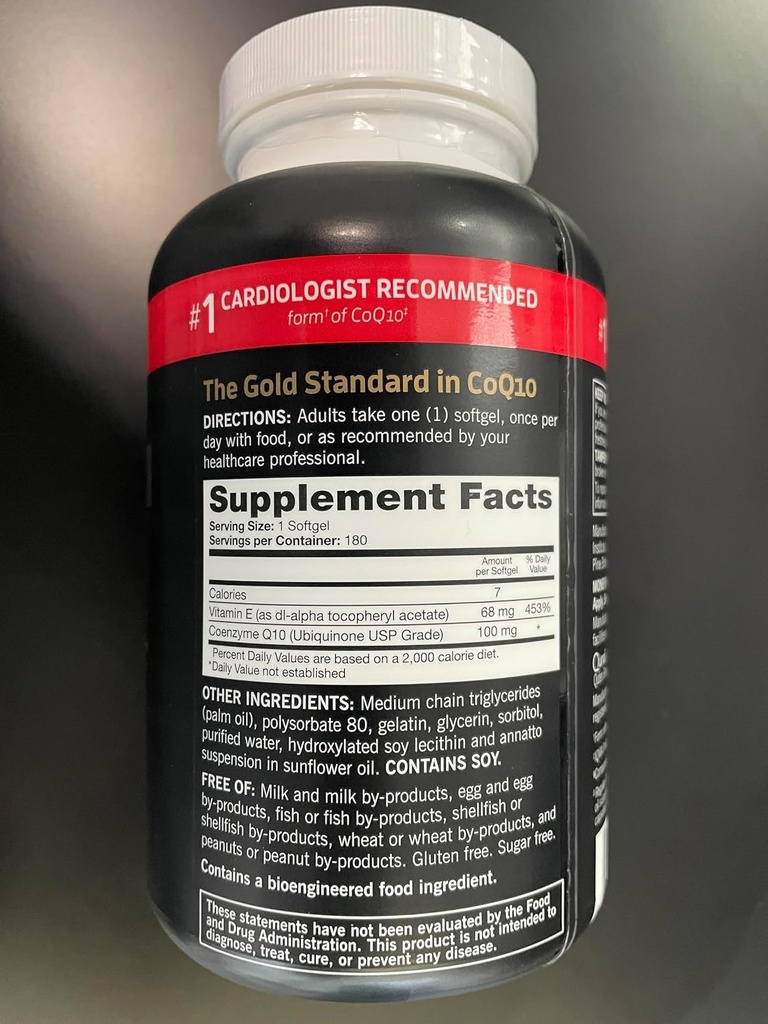 #1 CARDIOLOGIST RECOMMENDED
form† of CoQ10‡
The Gold Standard in CoQ10
DIRECTIONS: Adults take one (1) softgel, once per
day with food, or as recommended by your
healthcare professional.
Supplement Facts
Serving Size: 1 Softgel
Servings per Container: 180
Amount per Softgel % Daily Value
Calories 7
Vitamin E (as dl-alpha tocopheryl acetate) 68 mg 453%
Coenzyme Q10 (Ubiquinone USP Grade) 100 mg *
Percent Daily Values are based on a 2,000 calorie diet.
*Daily Value not established
OTHER INGREDIENTS: Medium chain triglycerides
(palm oil), polysorbate 80, gelatin, glycerin, sorbitol,
purified water, hydroxylated soy lecithin and annatto
suspension in sunflower oil. CONTAINS SOY.
FREE OF: Milk and milk by-products, egg and egg
by-products, fish or fish by-products, shellfish or
shellfish by-products, wheat or wheat by-products, and
peanuts or peanut by-products. Gluten free. Sugar free.
Contains a bioengineered food ingredient.
These statements have not been evaluated by the Food
and Drug Administration. This product is not intended to
diagnose, treat, cure, or prevent any disease.